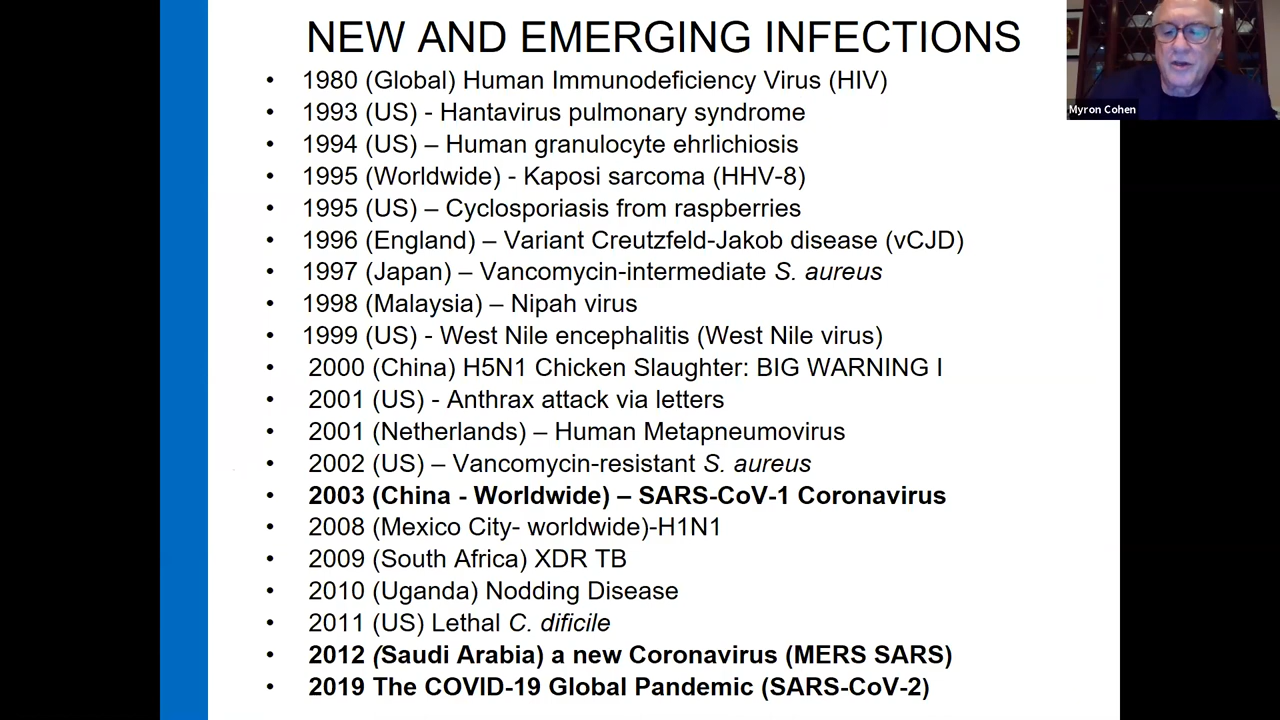 NEW AND EMERGING INFECTIONS
• 1980 (Global) Human Immunodeficiency Virus (HIV)
• 1993 (US) - Hantavirus pulmonary syndrome
• 1994 (US) – Human granulocyte ehrlichiosis
• 1995 (Worldwide) - Kaposi sarcoma (HHV-8)
• 1995 (US) – Cyclosporiasis from raspberries
• 1996 (England) – Variant Creutzfeld-Jakob disease (vCJD)
• 1997 (Japan) – Vancomycin-intermediate S. aureus
• 1998 (Malaysia) – Nipah virus
• 1999 (US) - West Nile encephalitis (West Nile virus)
• 2000 (China) H5N1 Chicken Slaughter: BIG WARNING I
• 2001 (US) - Anthrax attack via letters
• 2001 (Netherlands) – Human Metapneumovirus
• 2002 (US) – Vancomycin-resistant S. aureus
• 2003 (China - Worldwide) – SARS-CoV-1 Coronavirus
• 2008 (Mexico City- worldwide)-H1N1
• 2009 (South Africa) XDR TB
• 2010 (Uganda) Nodding Disease
• 2011 (US) Lethal C. dificile
• 2012 (Saudi Arabia) a new Coronavirus (MERS SARS)
• 2019 The COVID-19 Global Pandemic (SARS-CoV-2)
Myron Cohen